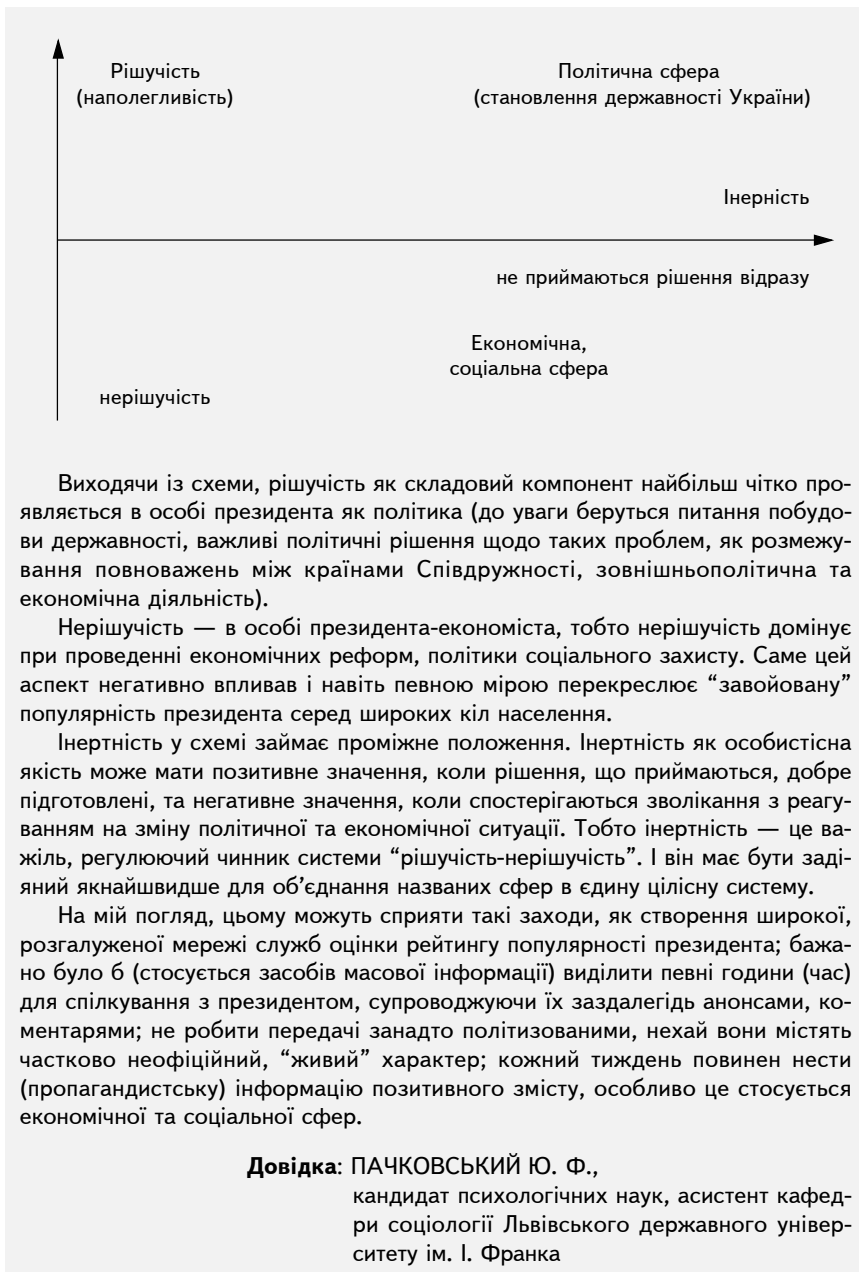 Рішучість
(наполегливість)
Політична сфера
(становлення державності України)
Інерність
не приймаються рішення відразу
Економічна,
соціальна сфера
нерішучість
Виходячи із схеми, рішучість як складовий компонент найбільш чітко про-
являється в особі президента як політика (до уваги беруться питання побудо-
ви державності, важливі політичні рішення щодо таких проблем, як розмежу-
вання повноважень між країнами Співдружності, зовнішньополітична та
економічна діяльність).
Нерішучість — в особі президента-економіста, тобто нерішучість домінує
при проведенні економічних реформ, політики соціального захисту. Саме цей
аспект негативно впливав і навіть певною мірою перекреслює “завойовану”
популярність президента серед широких кіл населення.
Інертність у схемі займає проміжне положення. Інертність як особистісна
якість може мати позитивне значення, коли рішення, що приймаються, добре
підготовлені, та негативне значення, коли спостерігаються зволікання з реагу-
ванням на зміну політичної та економічної ситуації. Тобто інертність — це ва-
жіль, регулюючий чинник системи “рішучість-нерішучість”. І він має бути заді-
яний якнайшвидше для об’єднання названих сфер в єдину цілісну систему.
На мій погляд, цьому можуть сприяти такі заходи, як створення широкої,
розгалуженої мережі служб оцінки рейтингу популярності президента; бажа-
но було б (стосується засобів масової інформації) виділити певні години (час)
для спілкування з президентом, супроводжуючи їх заздалегідь анонсами, ко-
ментарями; не робити передачі занадто політизованими, нехай вони містять
частково неофіційний, “живий” характер; кожний тиждень повинен нести
(пропагандистську) інформацію позитивного змісту, особливо це стосується
економічної та соціальної сфер.
Довідка: ПАЧКОВСЬКИЙ Ю. Ф.,
кандидат психологічних наук, асистент кафед-
ри соціології Львівського державного універ-
ситету ім. І. Франка